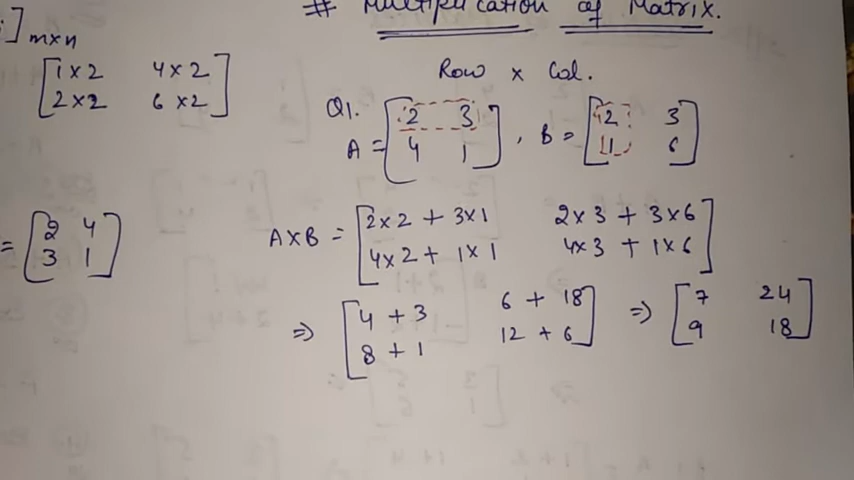 # Multiplication of Matrix.
]m×n
[1×2 4×2
2×2 6×2]
Row × Col.
Q1.
A = [2 3
4 1] , B = [2 3
1 6]
= [2 4
3 1]
A×B = [2×2 + 3×1 2×3 + 3×6
4×2 + 1×1 4×3 + 1×6]
⇒ [4 + 3 6 + 18
8 + 1 12 + 6] ⇒ [7 24
9 18]